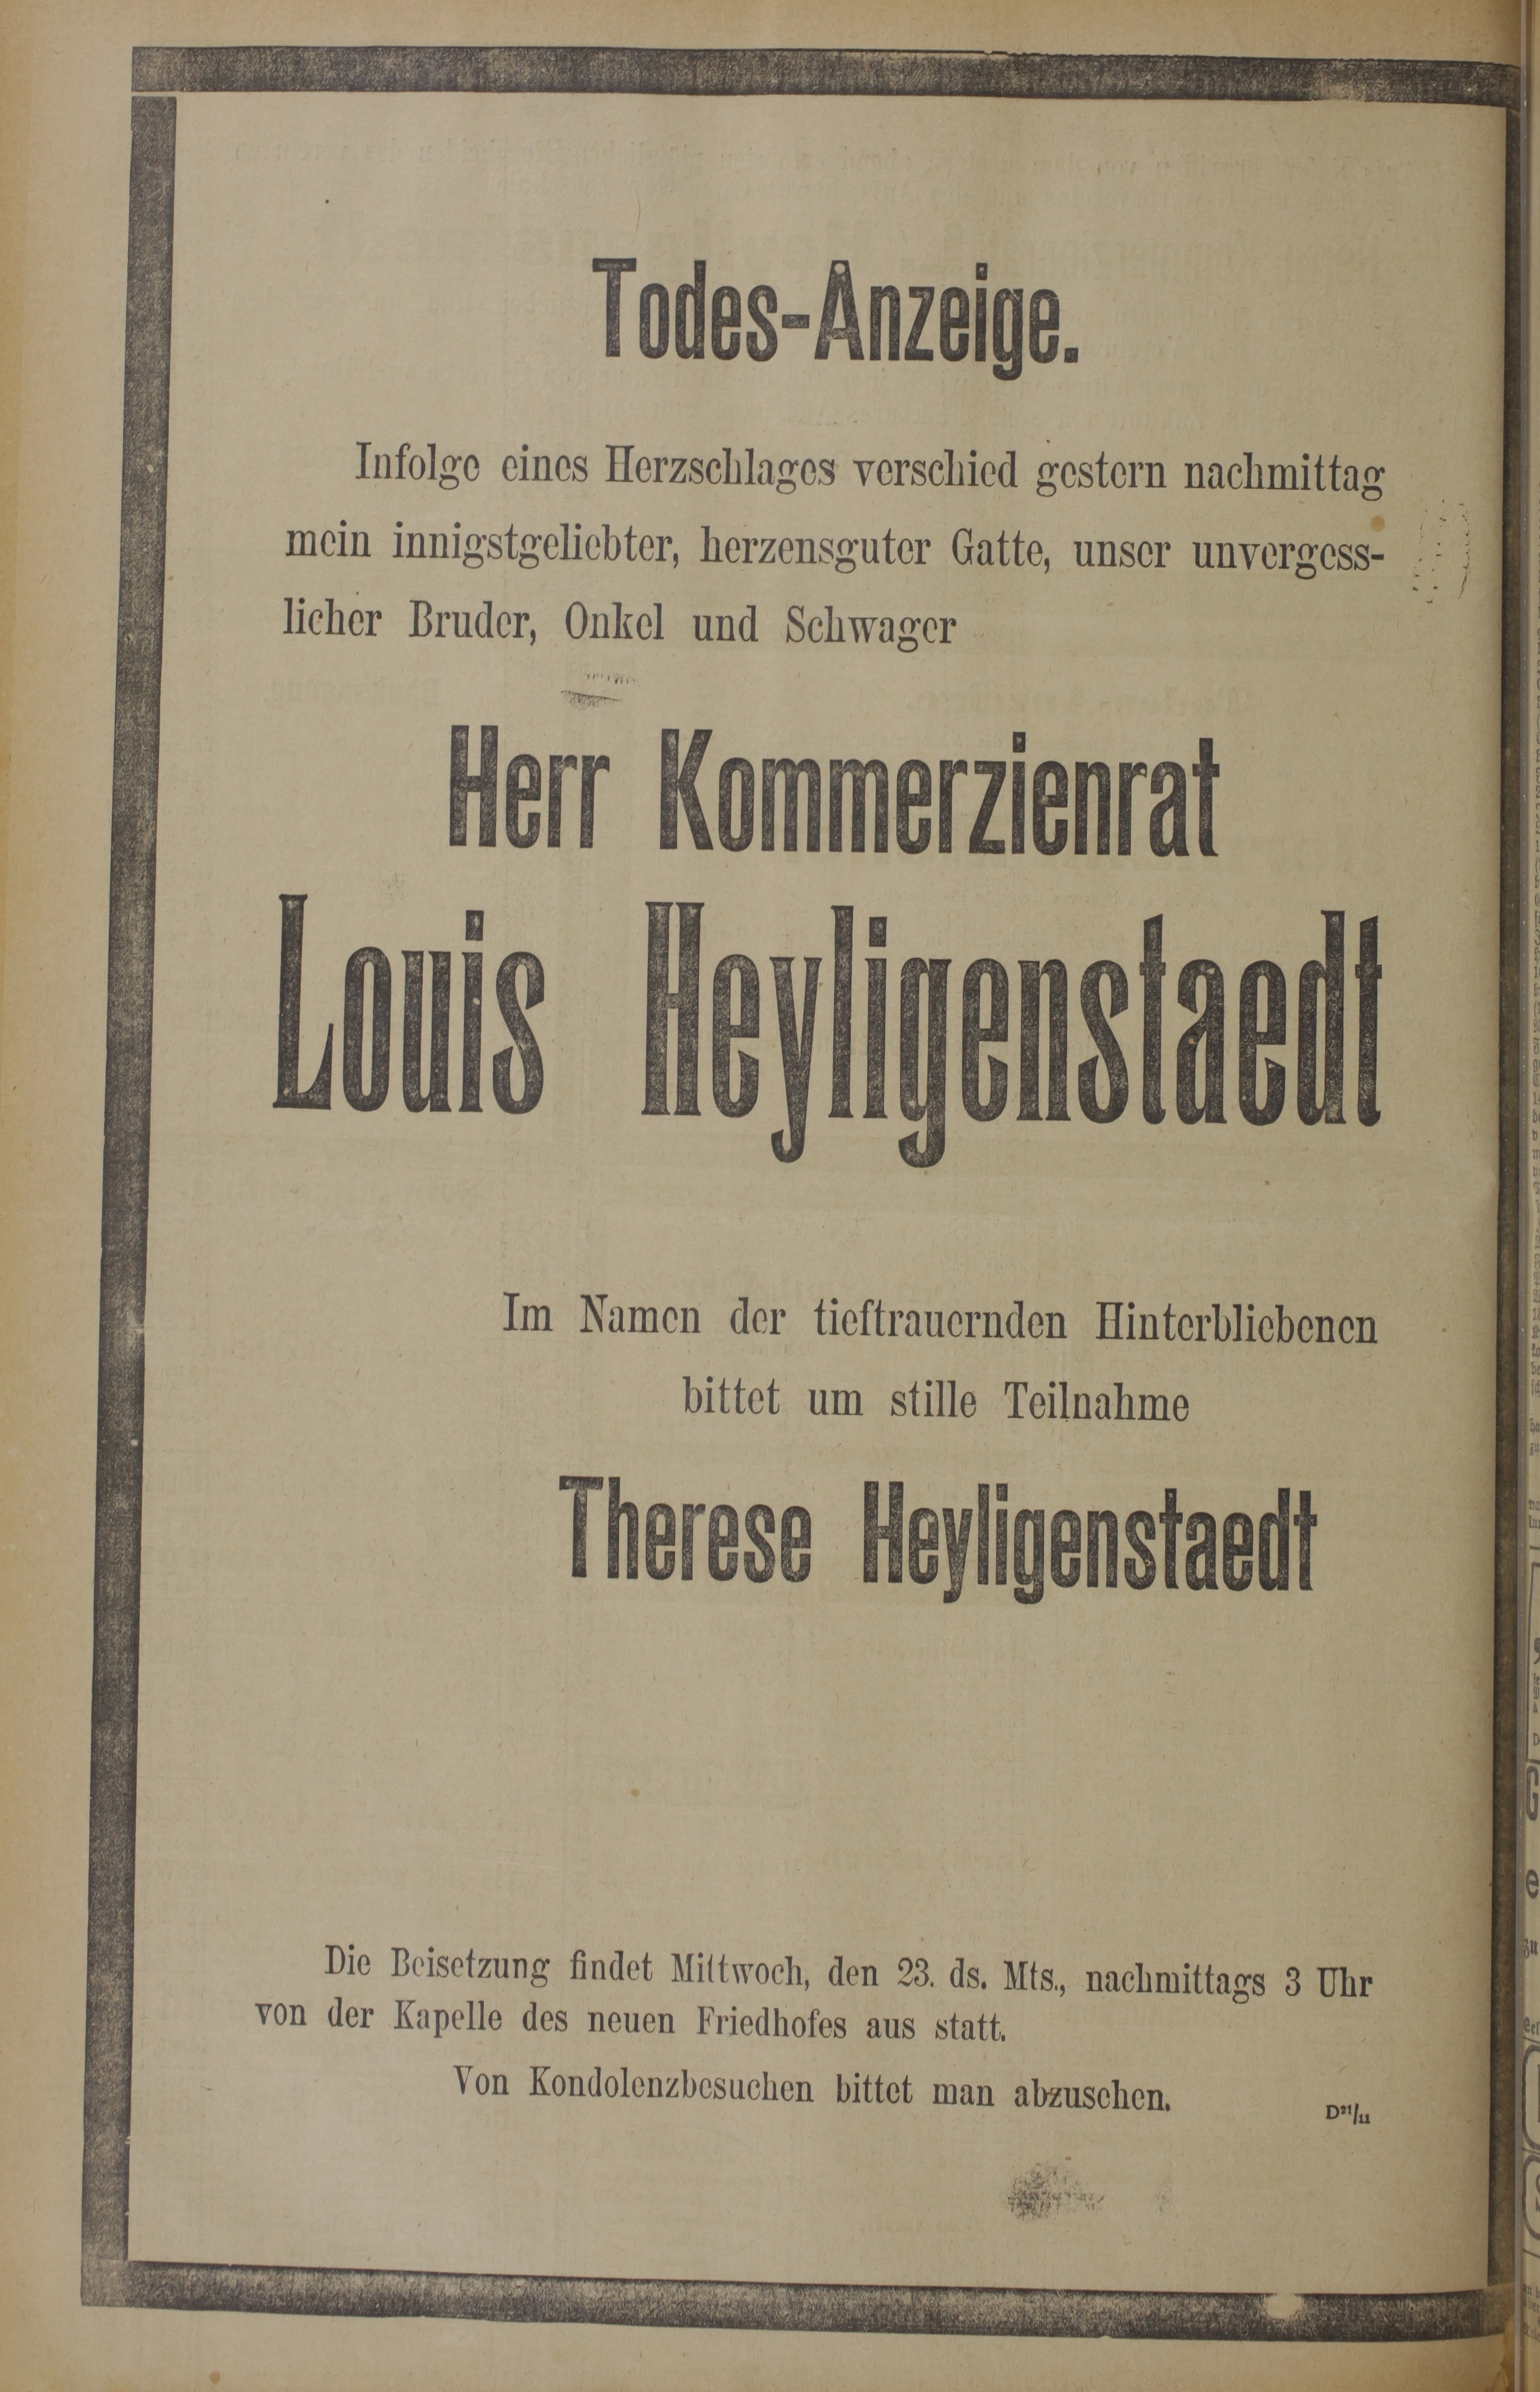 Todes-Anzeige.
Infolge eines Herzschlages verschied gestern nachmittag
mein innigstgeliebter, herzensguter Gatte, unser unvergess-
licher Bruder, Onkel und Schwager
Herr Kommerzienrat
Louis Heyligenstaedt
Im Namen der tieftrauernden Hinterbliebenen
bittet um stille Teilnahme
Therese Heyligenstaedt
Die Beisetzung findet Mittwoch, den 23. ds. Mts., nachmittags 3 Uhr
von der Kapelle des neuen Friedhofes aus statt.
Von Kondolenzbesuchen bittet man abzusehen.
D²¹/₁₁